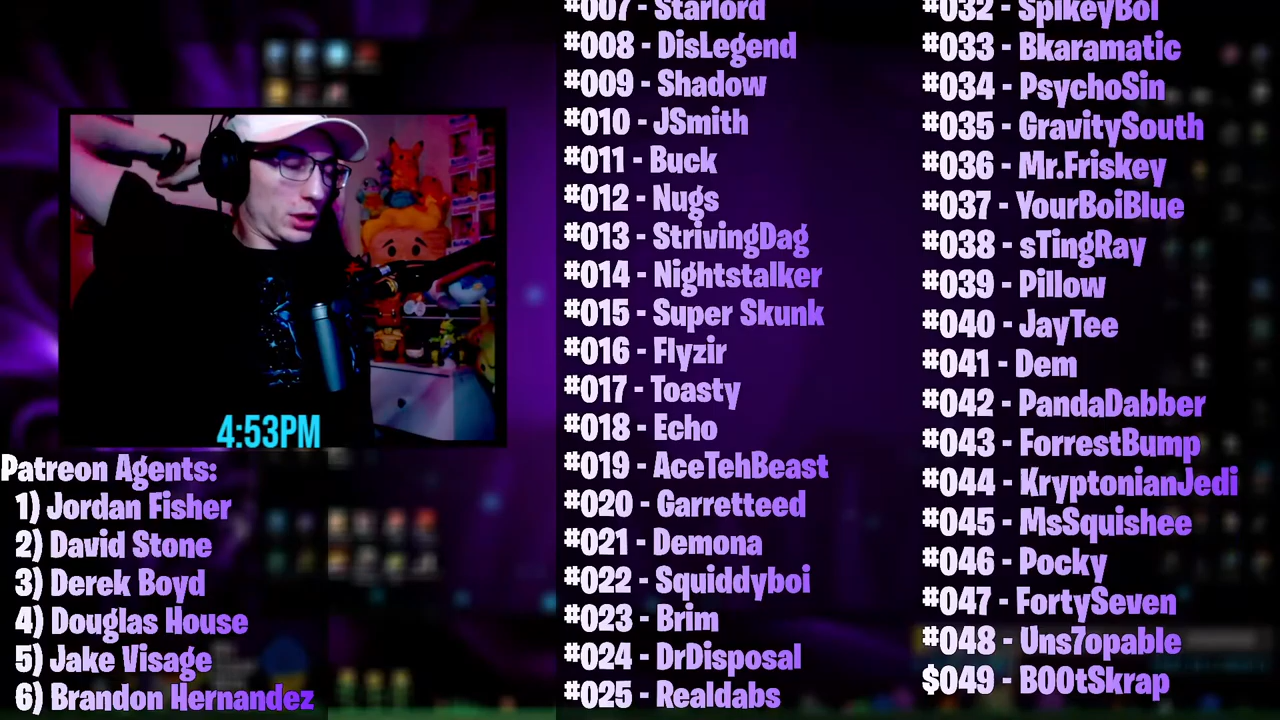 4:53PM
Patreon Agents:
1) Jordan Fisher
2) David Stone
3) Derek Boyd
4) Douglas House
5) Jake Visage
6) Brandon Hernandez
#007 - Starlord
#008 - DisLegend
#009 - Shadow
#010 - JSmith
#011 - Buck
#012 - Nugs
#013 - StrivingDag
#014 - Nightstalker
#015 - Super Skunk
#016 - Flyzir
#017 - Toasty
#018 - Echo
#019 - AceTehBeast
#020 - Garretteed
#021 - Demona
#022 - Squiddyboi
#023 - Brim
#024 - DrDisposal
#025 - Realdabs
#032 - SpikeyBoi
#033 - Bkaramatic
#034 - PsychoSin
#035 - GravitySouth
#036 - Mr.Friskey
#037 - YourBoiBlue
#038 - sTingRay
#039 - Pillow
#040 - JayTee
#041 - Dem
#042 - PandaDabber
#043 - ForrestBump
#044 - KryptonianJedi
#045 - MsSquishee
#046 - Pocky
#047 - FortySeven
#048 - Uns7opable
$049 - B00tSkrap